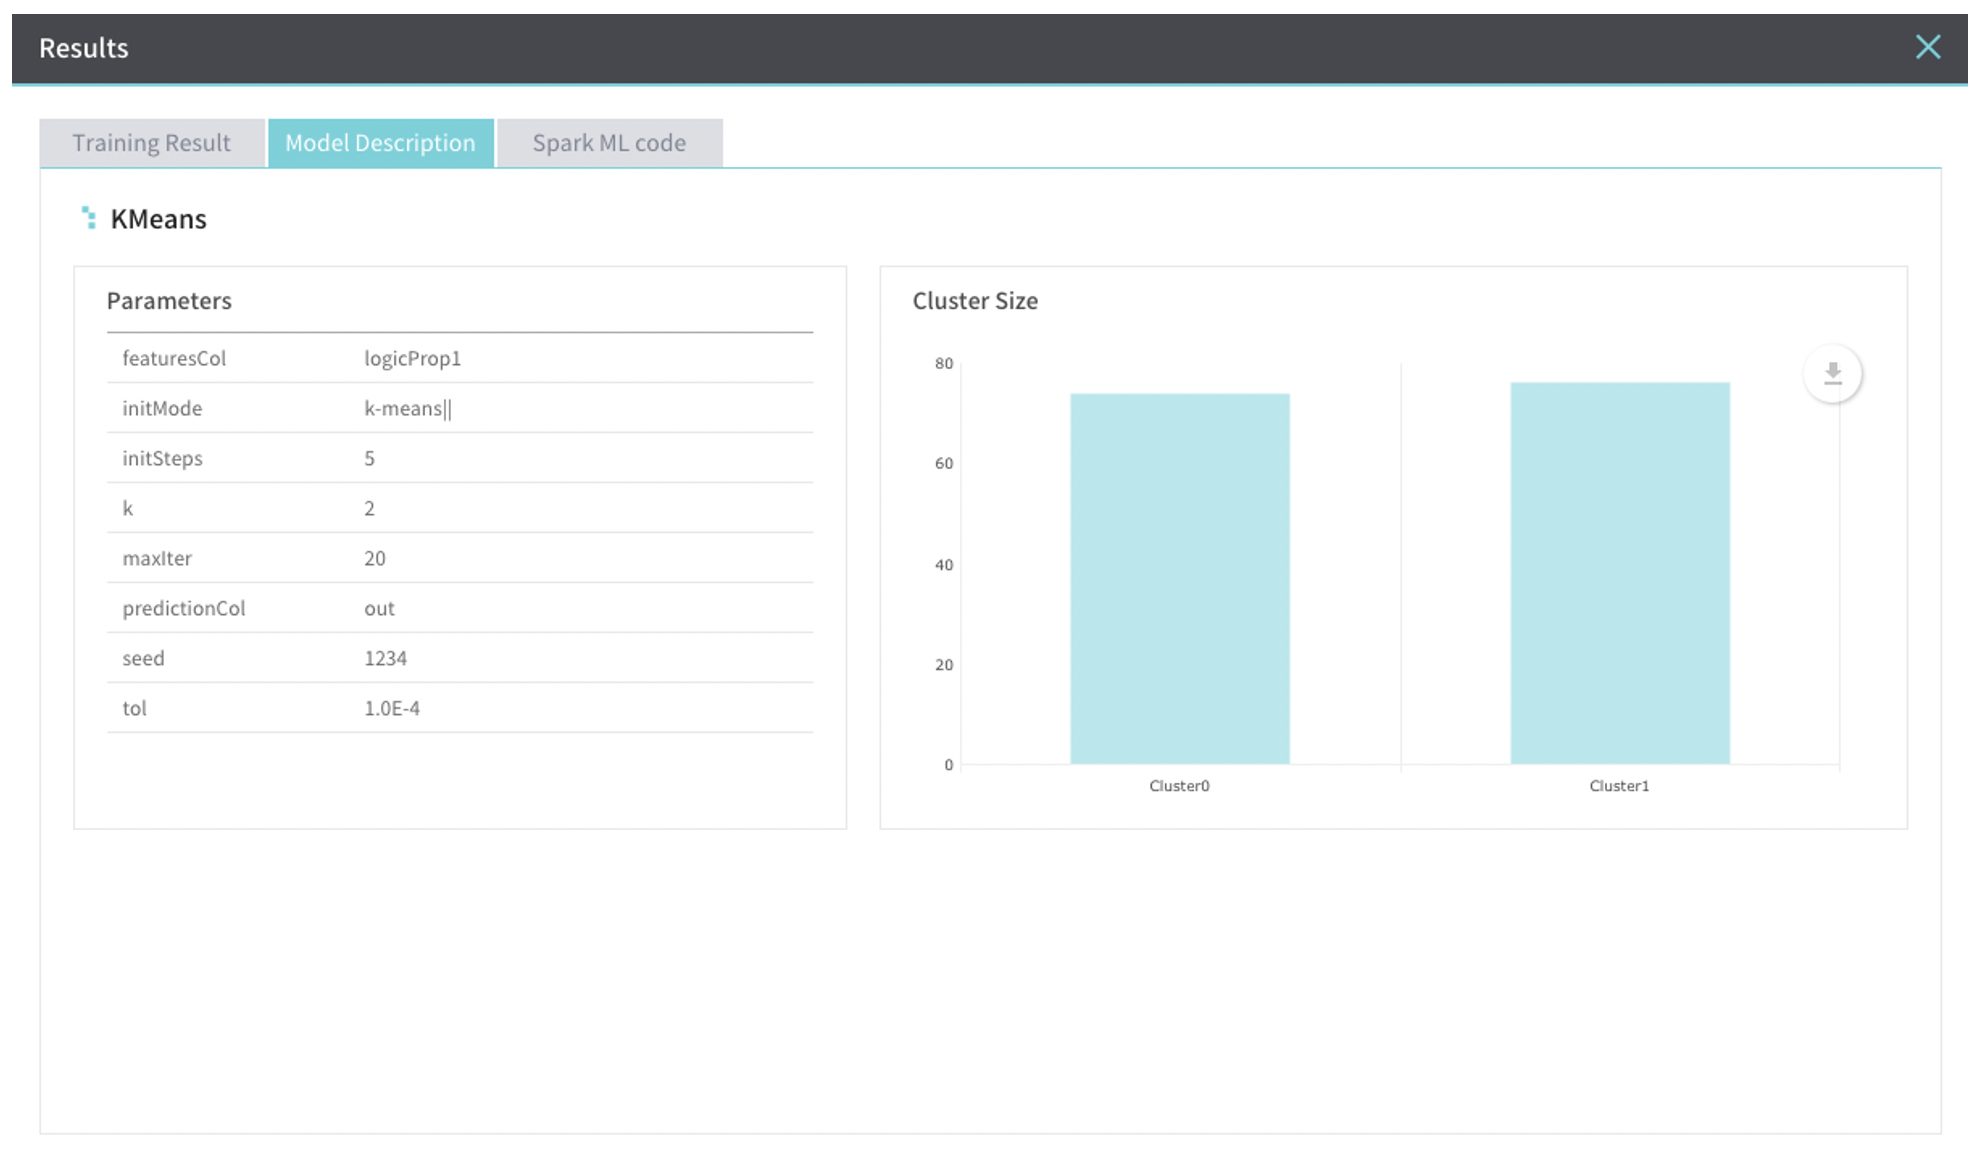 Results
Training Result Model Description Spark ML code
KMeans
Parameters
featuresCol logicProp1
initMode k-means||
initSteps 5
k 2
maxIter 20
predictionCol out
seed 1234
tol 1.0E-4
Cluster Size
80
60
40
20
0
Cluster0 Cluster1